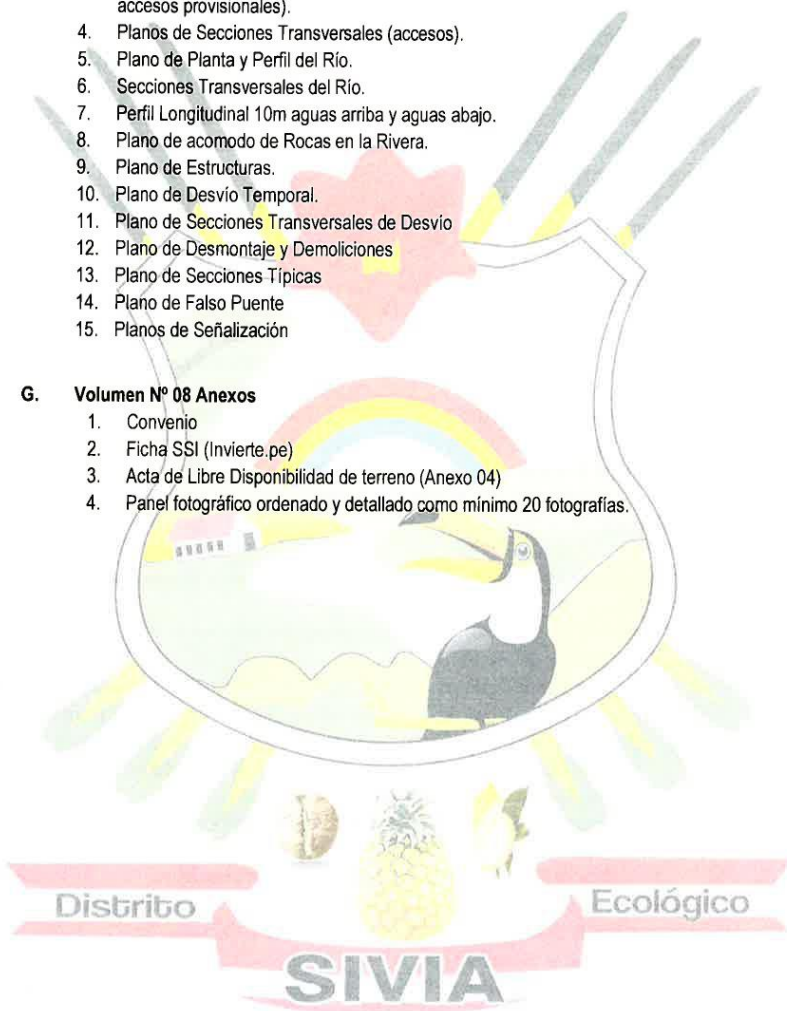 accesos provisionales).
4. Planos de Secciones Transversales (accesos).
5. Plano de Planta y Perfil del Río.
6. Secciones Transversales del Río.
7. Perfil Longitudinal 10m aguas arriba y aguas abajo.
8. Plano de acomodo de Rocas en la Rivera.
9. Plano de Estructuras.
10. Plano de Desvío Temporal.
11. Plano de Secciones Transversales de Desvío
12. Plano de Desmontaje y Demoliciones
13. Plano de Secciones Típicas
14. Plano de Falso Puente
15. Planos de Señalización
G. Volumen Nº 08 Anexos
1. Convenio
2. Ficha SSI (Invierte.pe)
3. Acta de Libre Disponibilidad de terreno (Anexo 04)
4. Panel fotográfico ordenado y detallado como mínimo 20 fotografías.
Distrito Ecológico
SIVIA